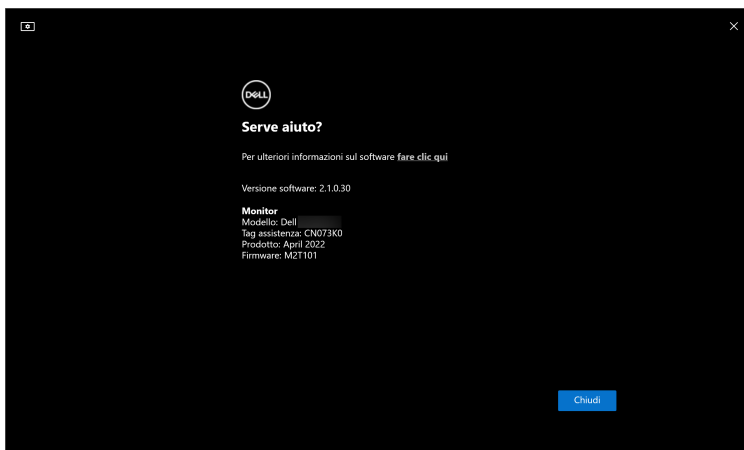 DELL
Serve aiuto?
Per ulteriori informazioni sul software fare clic qui
Versione software: 2.1.0.30
Monitor
Modello: Dell
Tag assistenza: CN073K0
Prodotto: April 2022
Firmware: M2T101
Chiudi